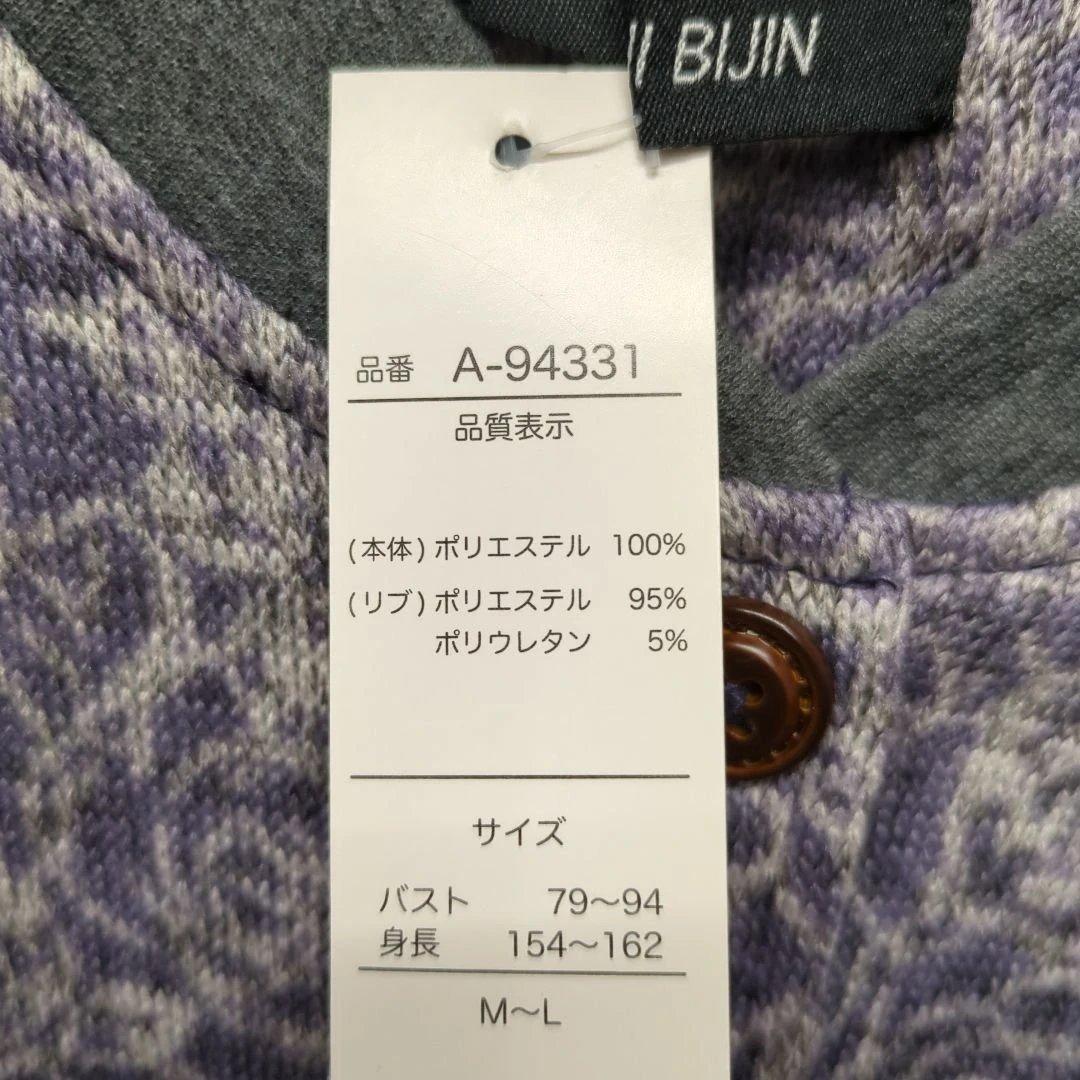 BIJIN
品番 A-94331
品質表示
(本体) ポリエステル 100%
(リブ) ポリエステル 95%
ポリウレタン 5%
サイズ
バスト 79〜94
身長 154〜162
M〜L